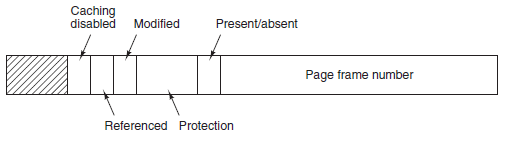 Caching
disabled Modified Present/absent
Page frame number
Referenced Protection